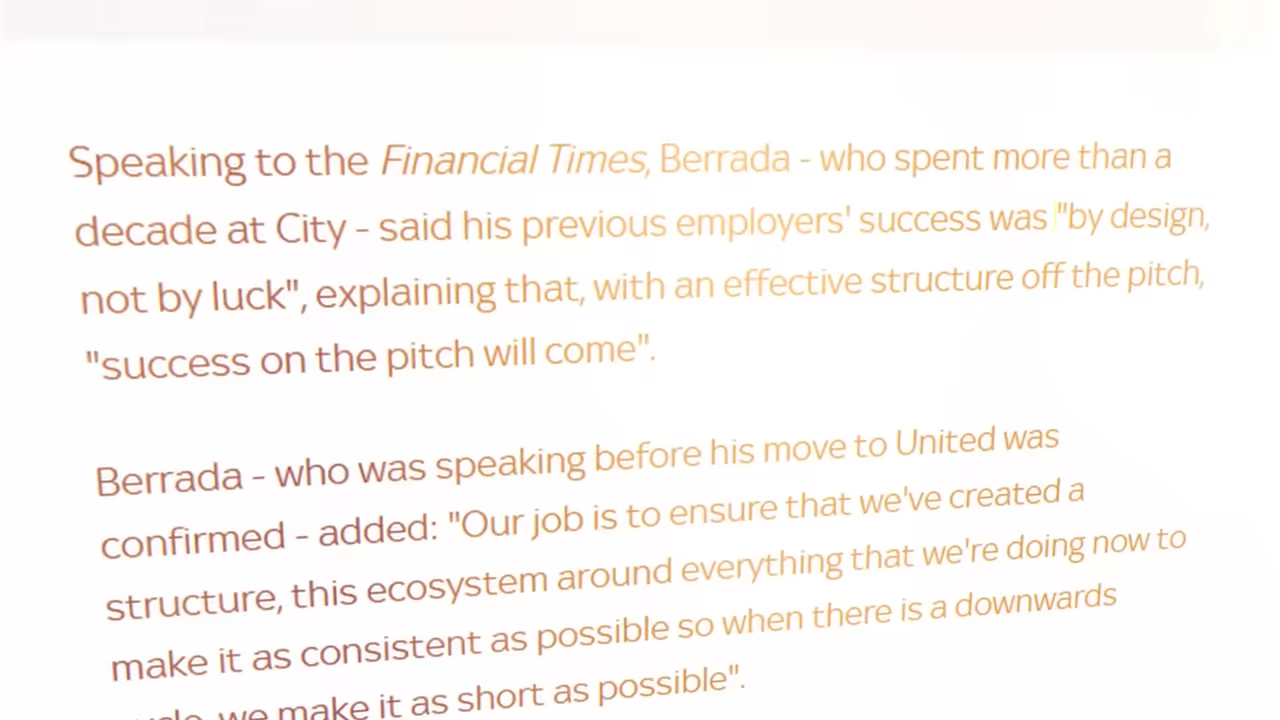 Speaking to the Financial Times, Berrada - who spent more than a
decade at City - said his previous employers' success was "by design,
not by luck", explaining that, with an effective structure off the pitch,
"success on the pitch will come".
Berrada - who was speaking before his move to United was
confirmed - added: "Our job is to ensure that we've created a
structure, this ecosystem around everything that we're doing now to
make it as consistent as possible so when there is a downwards
we make it as short as possible".